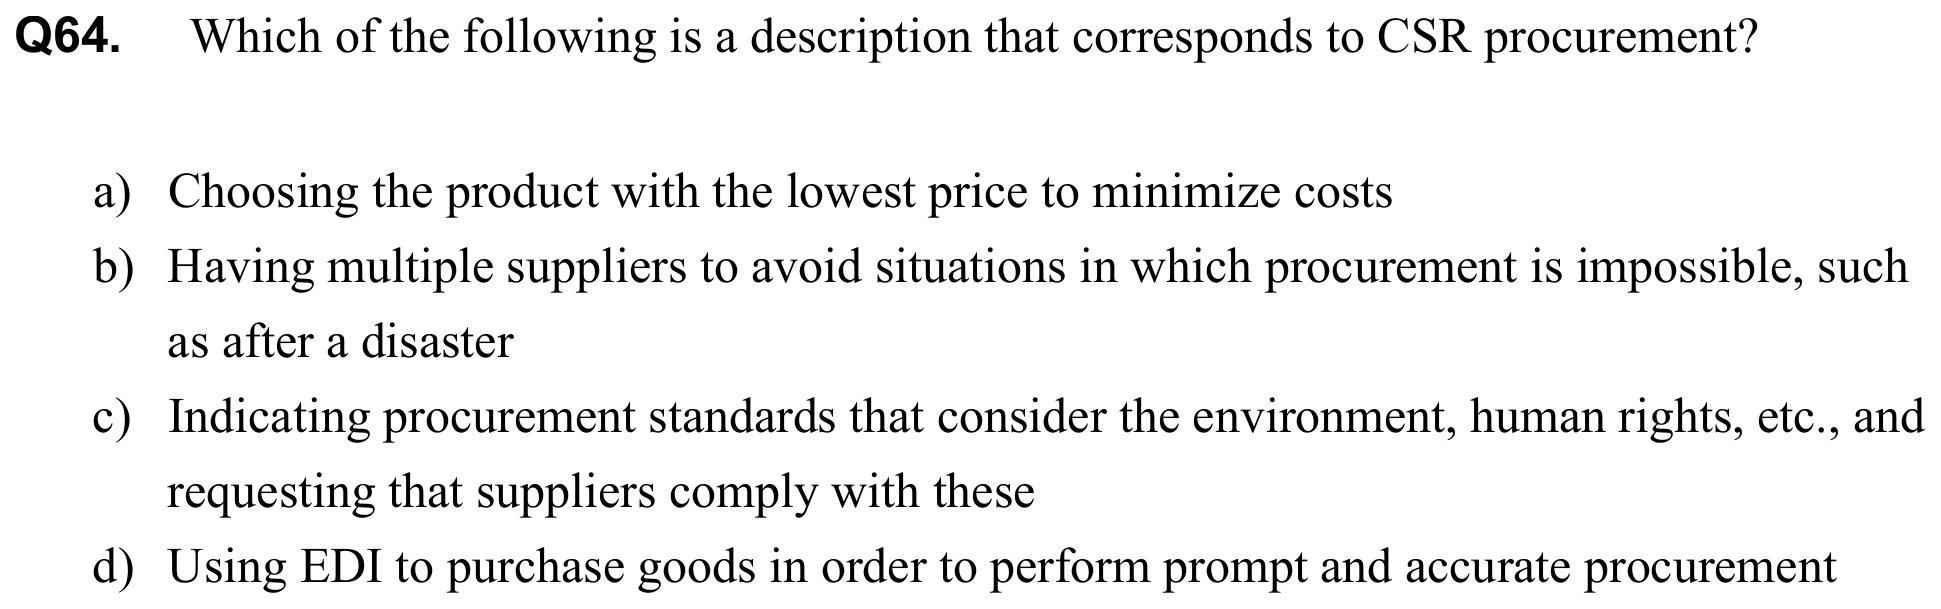 Q64. Which of the following is a description that corresponds to CSR procurement?
a) Choosing the product with the lowest price to minimize costs
b) Having multiple suppliers to avoid situations in which procurement is impossible, such
as after a disaster
c) Indicating procurement standards that consider the environment, human rights, etc., and
requesting that suppliers comply with these
d) Using EDI to purchase goods in order to perform prompt and accurate procurement